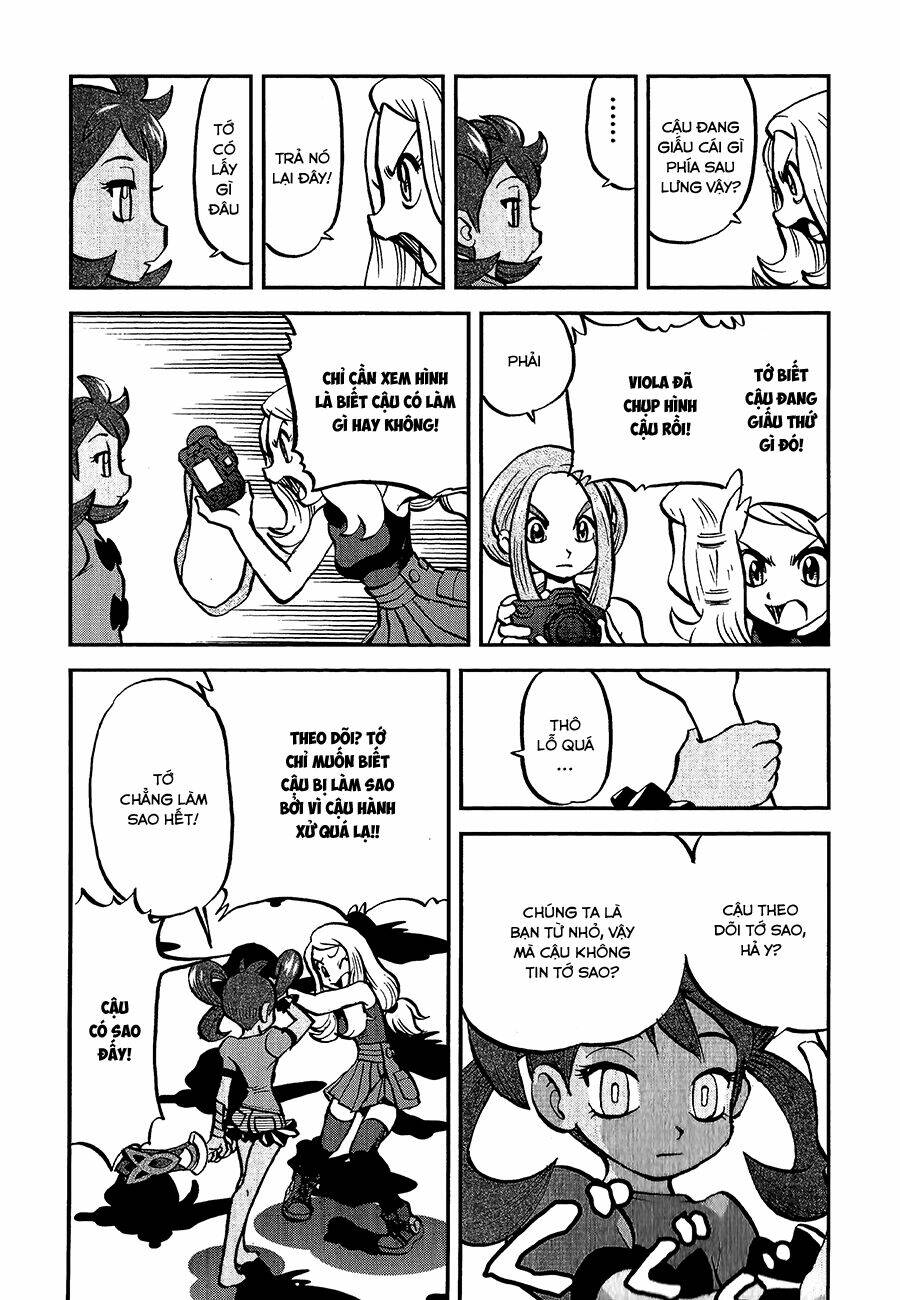 CẬU ĐANG
GIẤU CÁI GÌ
PHÍA SAU
LƯNG VẬY?
......
TRẢ NÓ
LẠI ĐÂY!
TỚ
CÓ
LẤY
GÌ
ĐÂU
TỚ BIẾT
CẬU ĐANG
GIẤU THỨ
GÌ ĐÓ!
VIOLA ĐÃ
CHỤP HÌNH
CẬU RỒI!
PHẢI
CHỈ CẦN XEM HÌNH
LÀ BIẾT CẬU CÓ LÀM
GÌ HAY KHÔNG!
THÔ
LỖ QUÁ
...
CẬU THEO
DÕI TỚ SAO,
HẢ Y?
CHÚNG TA LÀ
BẠN TỪ NHỎ, VẬY
MÀ CẬU KHÔNG
TIN TỚ SAO?
THEO DÕI? TỚ
CHỈ MUỐN BIẾT
CẬU BỊ LÀM SAO
BỞI VÌ CẬU HÀNH
XỬ QUÁ LẠ!!
TỚ
CHẲNG LÀM
SAO HẾT!
CẬU
CÓ SAO
ĐẤY!